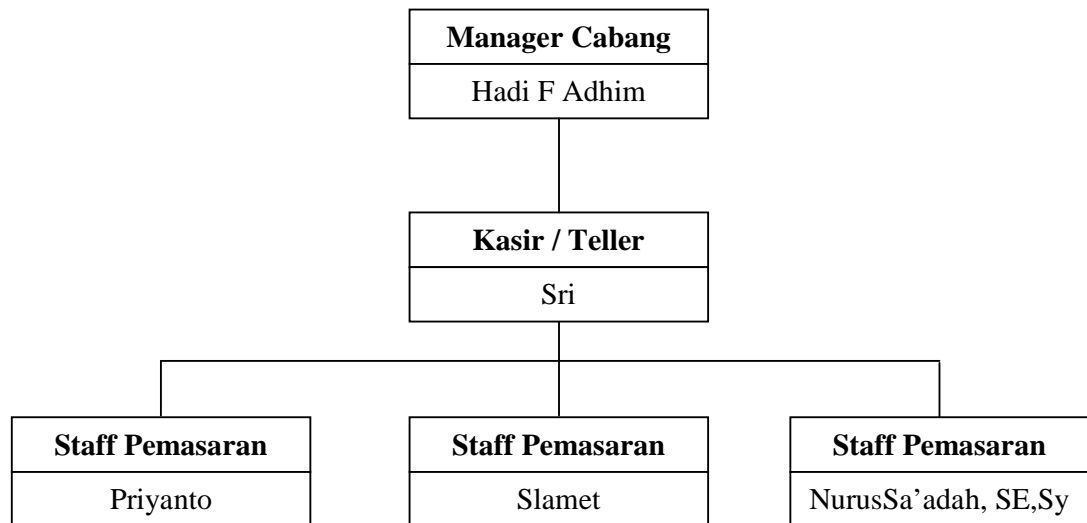 Manager Cabang
Hadi F Adhim
Kasir / Teller
Sri
Staff Pemasaran
Priyanto
Staff Pemasaran
Slamet
Staff Pemasaran
NurusSa’adah, SE,Sy